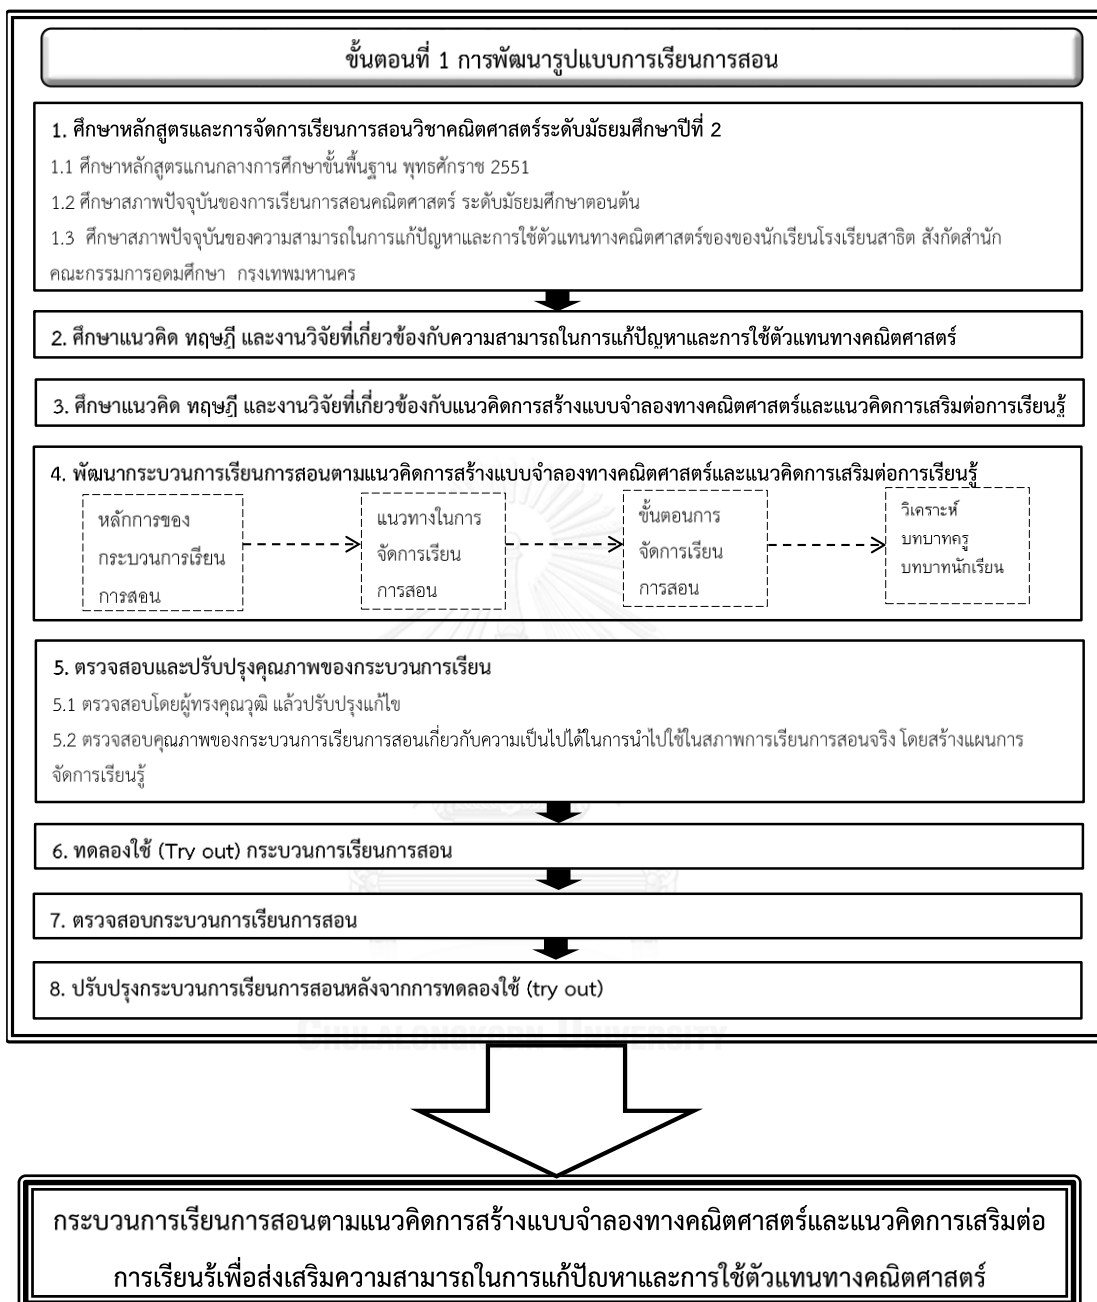 ขั้นตอนที่ 1 การพัฒนารูปแบบการเรียนการสอน
1. ศึกษาหลักสูตรและการจัดการเรียนการสอนวิชาคณิตศาสตร์ระดับมัธยมศึกษาปีที่ 2
1.1 ศึกษาหลักสูตรแกนกลางการศึกษาขั้นพื้นฐาน พุทธศักราช 2551
1.2 ศึกษาสภาพปัจจุบันของการเรียนการสอนคณิตศาสตร์ ระดับมัธยมศึกษาตอนต้น
1.3 ศึกษาสภาพปัจจุบันของความสามารถในการแก้ปัญหาและการใช้ตัวแทนทางคณิตศาสตร์ของของนักเรียนโรงเรียนสาธิต สังกัดสำนัก
คณะกรรมการอุดมศึกษา กรุงเทพมหานคร
2. ศึกษาแนวคิด ทฤษฎี และงานวิจัยที่เกี่ยวข้องกับความสามารถในการแก้ปัญหาและการใช้ตัวแทนทางคณิตศาสตร์
3. ศึกษาแนวคิด ทฤษฎี และงานวิจัยที่เกี่ยวข้องกับแนวคิดการสร้างแบบจำลองทางคณิตศาสตร์และแนวคิดการเสริมต่อการเรียนรู้
4. พัฒนากระบวนการเรียนการสอนตามแนวคิดการสร้างแบบจำลองทางคณิตศาสตร์และแนวคิดการเสริมต่อการเรียนรู้
หลักการของ
กระบวนการเรียน
การสอน
แนวทางในการ
จัดการเรียน
การสอน
ขั้นตอนการ
จัดการเรียน
การสอน
วิเคราะห์
บทบาทครู
บทบาทนักเรียน
5. ตรวจสอบและปรับปรุงคุณภาพของกระบวนการเรียน
5.1 ตรวจสอบโดยผู้ทรงคุณวุฒิ แล้วปรับปรุงแก้ไข
5.2 ตรวจสอบคุณภาพของกระบวนการเรียนการสอนเกี่ยวกับความเป็นไปได้ในการนำไปใช้ในสภาพการเรียนการสอนจริง โดยสร้างแผนการ
จัดการเรียนรู้
6. ทดลองใช้ (Try out) กระบวนการเรียนการสอน
7. ตรวจสอบกระบวนการเรียนการสอน
8. ปรับปรุงกระบวนการเรียนการสอนหลังจากการทดลองใช้ (try out)
CHULALONGKORN UNIVERSITY
กระบวนการเรียนการสอนตามแนวคิดการสร้างแบบจำลองทางคณิตศาสตร์และแนวคิดการเสริมต่อ
การเรียนรู้เพื่อส่งเสริมความสามารถในการแก้ปัญหาและการใช้ตัวแทนทางคณิตศาสตร์